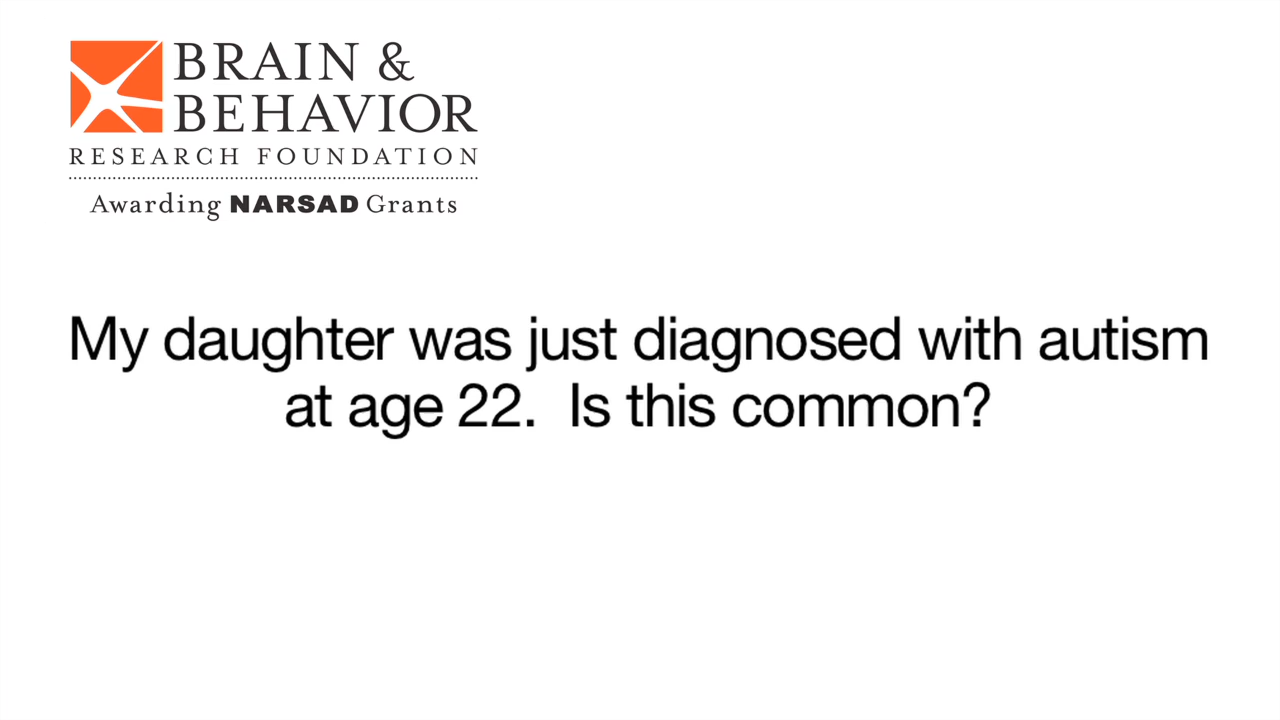 BRAIN &
BEHAVIOR
RESEARCH FOUNDATION
Awarding NARSAD Grants
My daughter was just diagnosed with autism
at age 22.  Is this common?